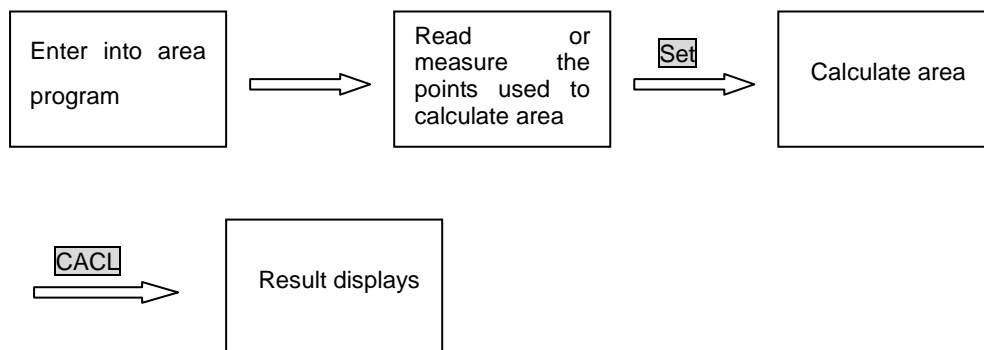 Enter into area
program
Read or
measure the
points used to
calculate area
Set
Calculate area
CACL
Result displays